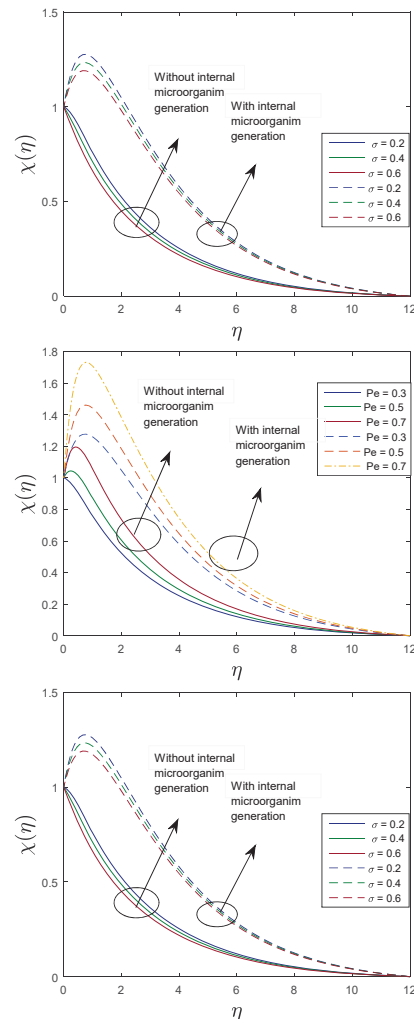 Without internal
microorganim
generation
With internal
microorganim
generation
σ = 0.2
σ = 0.4
σ = 0.6
σ = 0.2
σ = 0.4
σ = 0.6
1
0.5
0
χ(η)
0 2 4 6 8 10 12
η
1.8
1.6
1.4
1.2
1
0.8
0.6
0.4
0.2
0
χ(η)
Without internal
microorganim
generation
With internal
microorganim
generation
Pe = 0.3
Pe = 0.5
Pe = 0.7
Pe = 0.3
Pe = 0.5
Pe = 0.7
0 2 4 6 8 10 12
η
Without internal
microorganim
generation
With internal
microorganim
generation
σ = 0.2
σ = 0.4
σ = 0.6
σ = 0.2
σ = 0.4
σ = 0.6
1
0.5
0
χ(η)
0 2 4 6 8 10 12
η